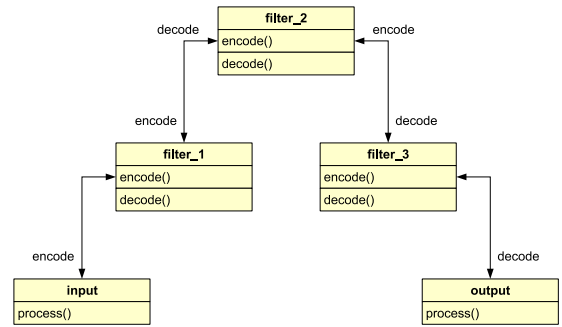 filter_2
decode
encode
encode()
decode()
encode
decode
filter_1
encode()
decode()
filter_3
encode()
decode()
encode
decode
input
process()
output
process()